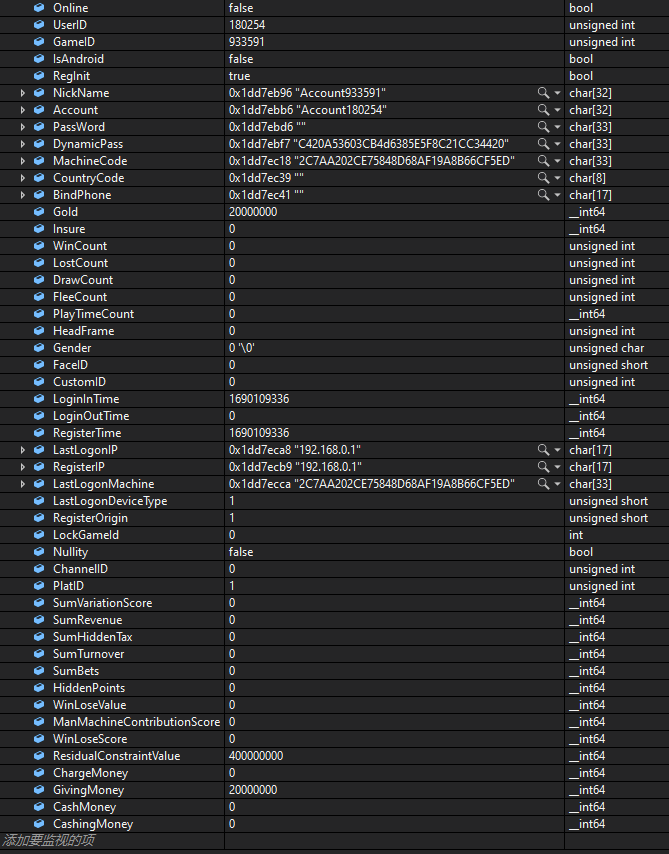 Online false bool
UserID 180254 unsigned int
GameID 933591 unsigned int
IsAndroid false bool
RegInit true bool
NickName 0x1dd7eb96 "Account933591" char[32]
Account 0x1dd7ebb6 "Account180254" char[32]
PassWord 0x1dd7ebd6 "" char[33]
DynamicPass 0x1dd7ebf7 "C420A53603CB4d6385E5F8C21CC34420" char[33]
MachineCode 0x1dd7ec18 "2C7AA202CE75848D68AF19A8B66CF5ED" char[33]
CountryCode 0x1dd7ec39 "" char[8]
BindPhone 0x1dd7ec41 "" char[17]
Gold 20000000 __int64
Insure 0 __int64
WinCount 0 unsigned int
LostCount 0 unsigned int
DrawCount 0 unsigned int
FleeCount 0 unsigned int
PlayTimeCount 0 __int64
HeadFrame 0 unsigned int
Gender 0 '\0' unsigned char
FaceID 0 unsigned short
CustomID 0 unsigned int
LoginInTime 1690109336 __int64
LoginOutTime 0 __int64
RegisterTime 1690109336 __int64
LastLogonIP 0x1dd7eca8 "192.168.0.1" char[17]
RegisterIP 0x1dd7ecb9 "192.168.0.1" char[17]
LastLogonMachine 0x1dd7ecca "2C7AA202CE75848D68AF19A8B66CF5ED" char[33]
LastLogonDeviceType 1 unsigned short
RegisterOrigin 1 unsigned short
LockGameId 0 int
Nullity false bool
ChannelID 0 unsigned int
PlatID 1 unsigned int
SumVariationScore 0 __int64
SumRevenue 0 __int64
SumHiddenTax 0 __int64
SumTurnover 0 __int64
SumBets 0 __int64
HiddenPoints 0 __int64
WinLoseValue 0 __int64
ManMachineContributionScore 0 __int64
WinLoseScore 0 __int64
ResidualConstraintValue 400000000 __int64
ChargeMoney 0 __int64
GivingMoney 20000000 __int64
CashMoney 0 __int64
CashingMoney 0 __int64
添加要监视的项